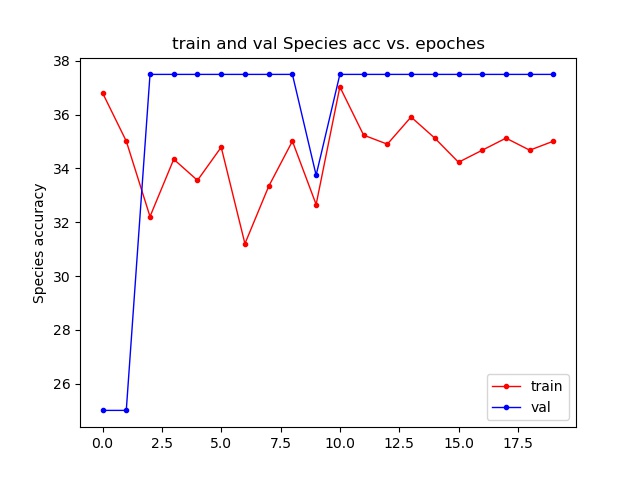 train and val Species acc vs. epoches
Species accuracy
38
36
34
32
30
28
26
0.0 2.5 5.0 7.5 10.0 12.5 15.0 17.5
train
val